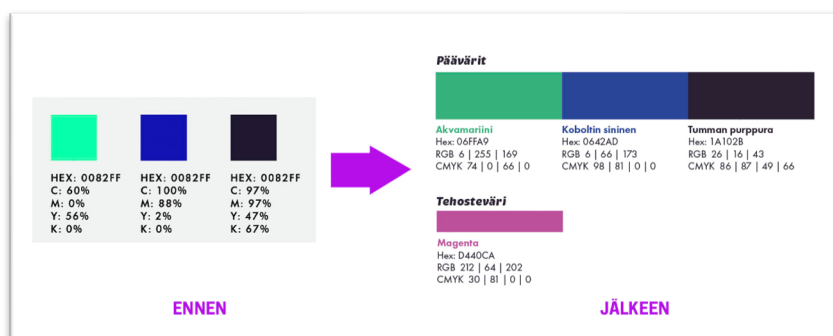 HEX: 0082FF
C: 60%
M: 0%
Y: 56%
K: 0%
HEX: 0082FF
C: 100%
M: 88%
Y: 2%
K: 0%
HEX: 0082FF
C: 97%
M: 97%
Y: 47%
K: 67%
ENNEN
Päävärit
Akvamariini
Hex: 06FFA9
RGB 6 | 255 | 169
CMYK 74 | 0 | 66 | 0
Koboltin sininen
Hex: 0642AD
RGB 6 | 66 | 173
CMYK 98 | 81 | 0 | 0
Tumman purppura
Hex: 1A102B
RGB 26 | 16 | 43
CMYK 86 | 87 | 49 | 66
Tehosteväri
Magenta
Hex: D440CA
RGB 212 | 64 | 202
CMYK 30 | 81 | 0 | 0
JÄLKEEN